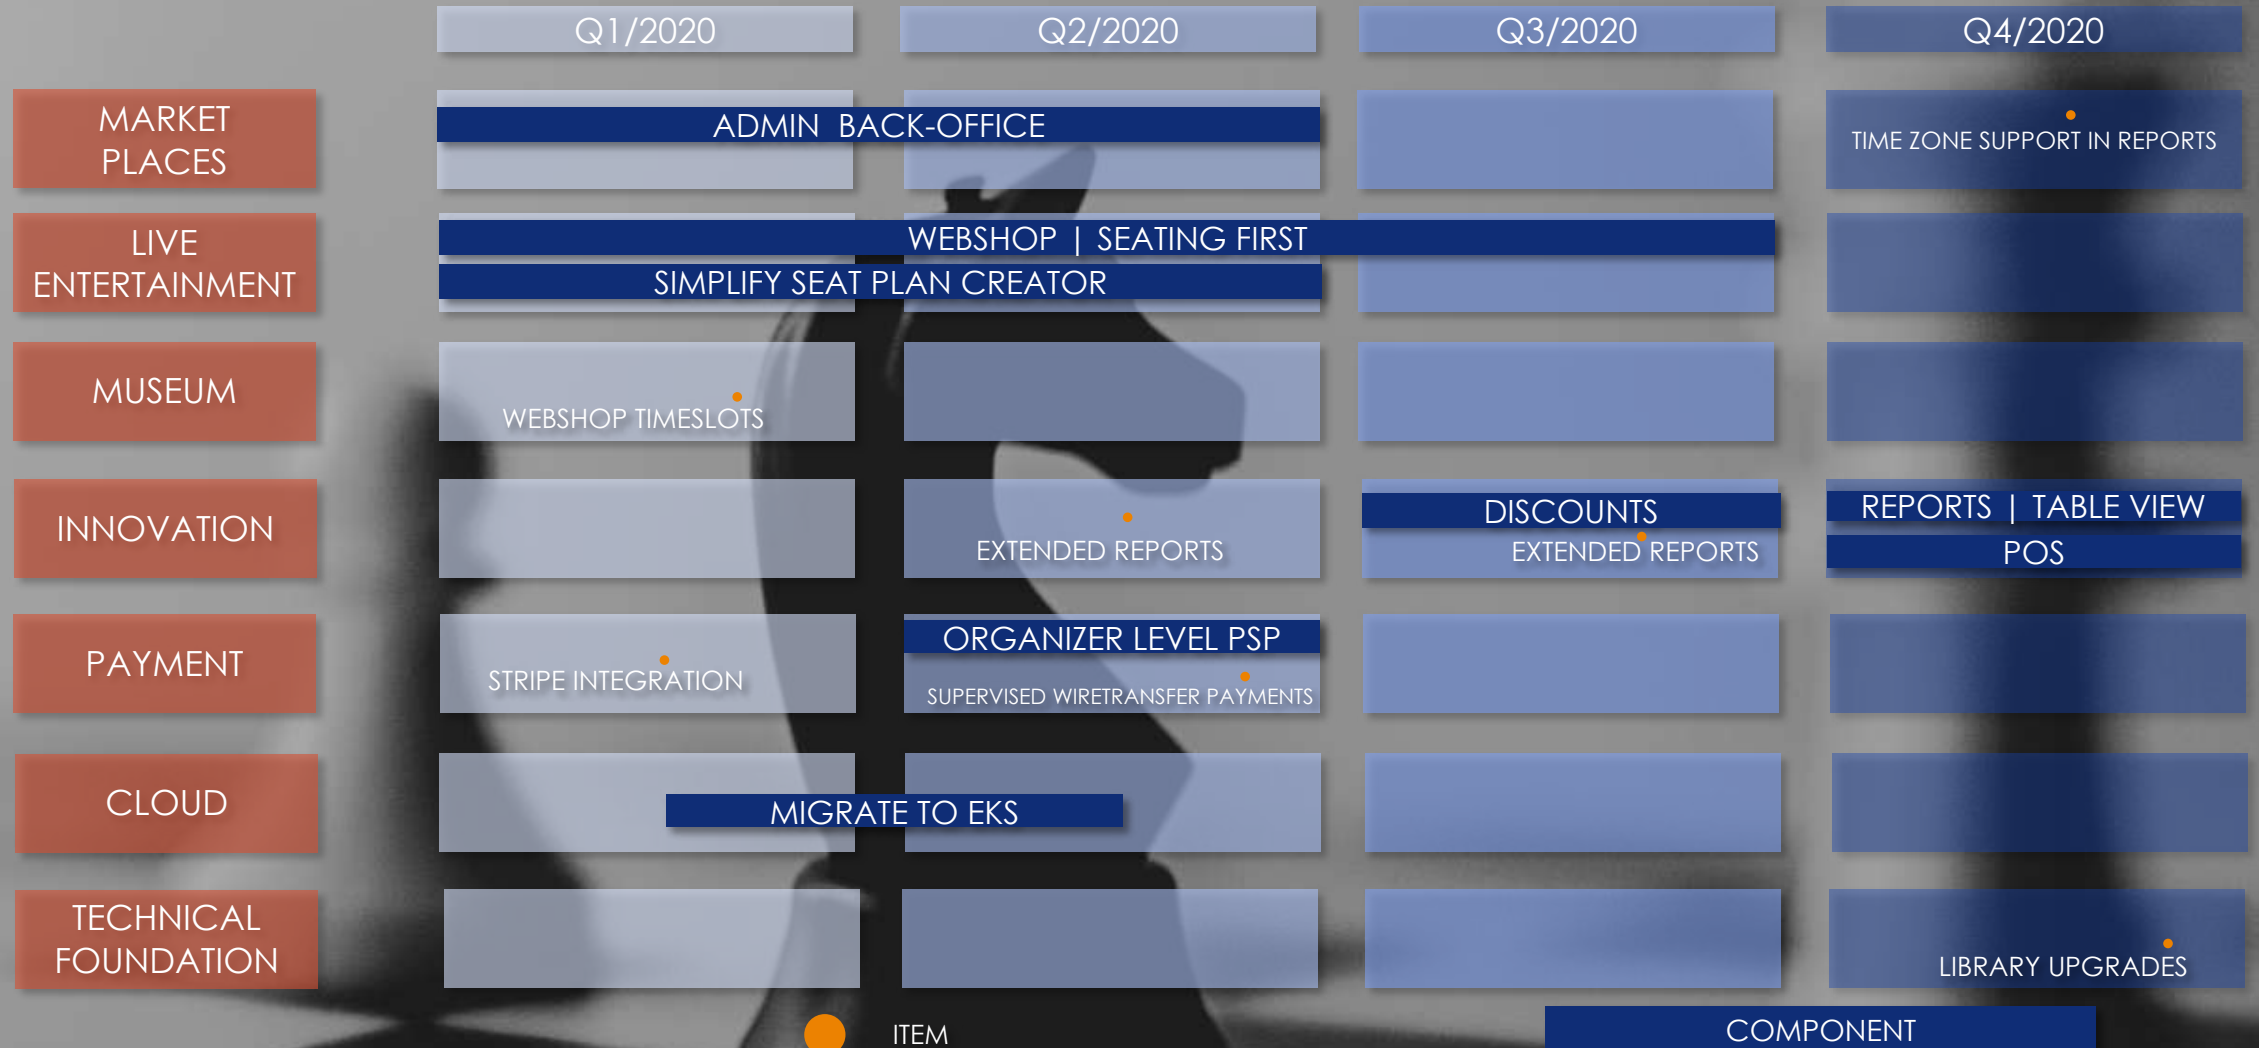 Q1/2020
Q2/2020
Q3/2020
Q4/2020
MARKET
PLACES
ADMIN BACK-OFFICE
TIME ZONE SUPPORT IN REPORTS
LIVE
ENTERTAINMENT
WEBSHOP | SEATING FIRST
SIMPLIFY SEAT PLAN CREATOR
MUSEUM
WEBSHOP TIMESLOTS
INNOVATION
EXTENDED REPORTS
DISCOUNTS
EXTENDED REPORTS
REPORTS | TABLE VIEW
POS
PAYMENT
STRIPE INTEGRATION
ORGANIZER LEVEL PSP
SUPERVISED WIRETRANSFER PAYMENTS
CLOUD
MIGRATE TO EKS
TECHNICAL
FOUNDATION
LIBRARY UPGRADES
ITEM
COMPONENT